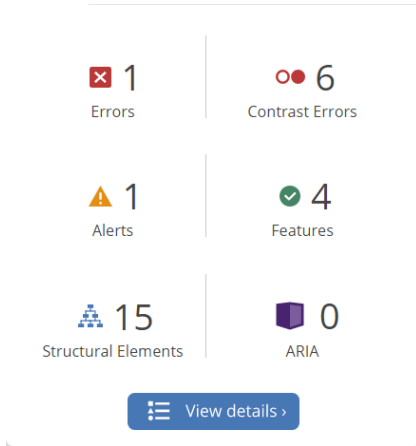 1
Errors
6
Contrast Errors
1
Alerts
4
Features
15
Structural Elements
0
ARIA
View details ›